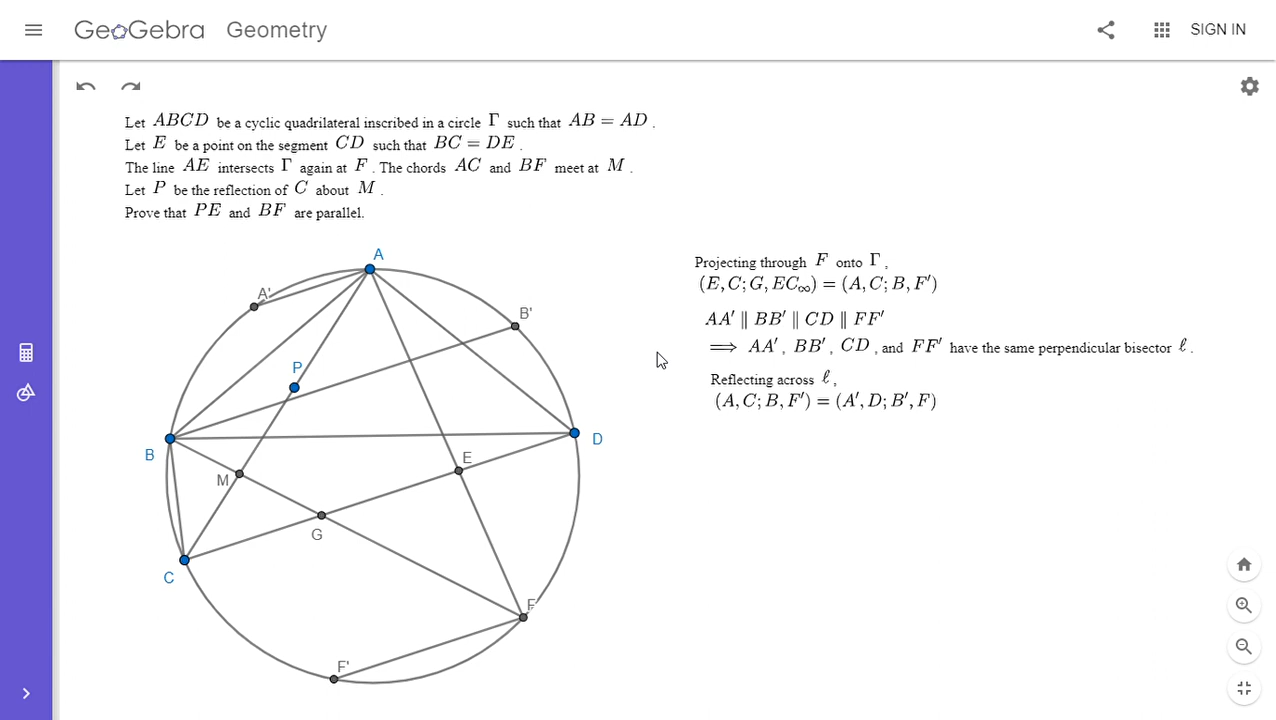 GeoGebra Geometry SIGN IN
Let ABCD be a cyclic quadrilateral inscribed in a circle Γ such that AB = AD .
Let E be a point on the segment CD such that BC = DE .
The line AE intersects Γ again at F . The chords AC and BF meet at M .
Let P be the reflection of C about M .
Prove that PE and BF are parallel.
Projecting through F onto Γ ,
(E, C; G, EC∞) = (A, C; B, F′)
AA′ ∥ BB′ ∥ CD ∥ FF′
⟹ AA′ , BB′ , CD , and FF′ have the same perpendicular bisector ℓ .
Reflecting across ℓ ,
(A, C; B, F′) = (A′, D; B′, F)
A
A'
B'
P
B
D
M
E
G
C
F
F'